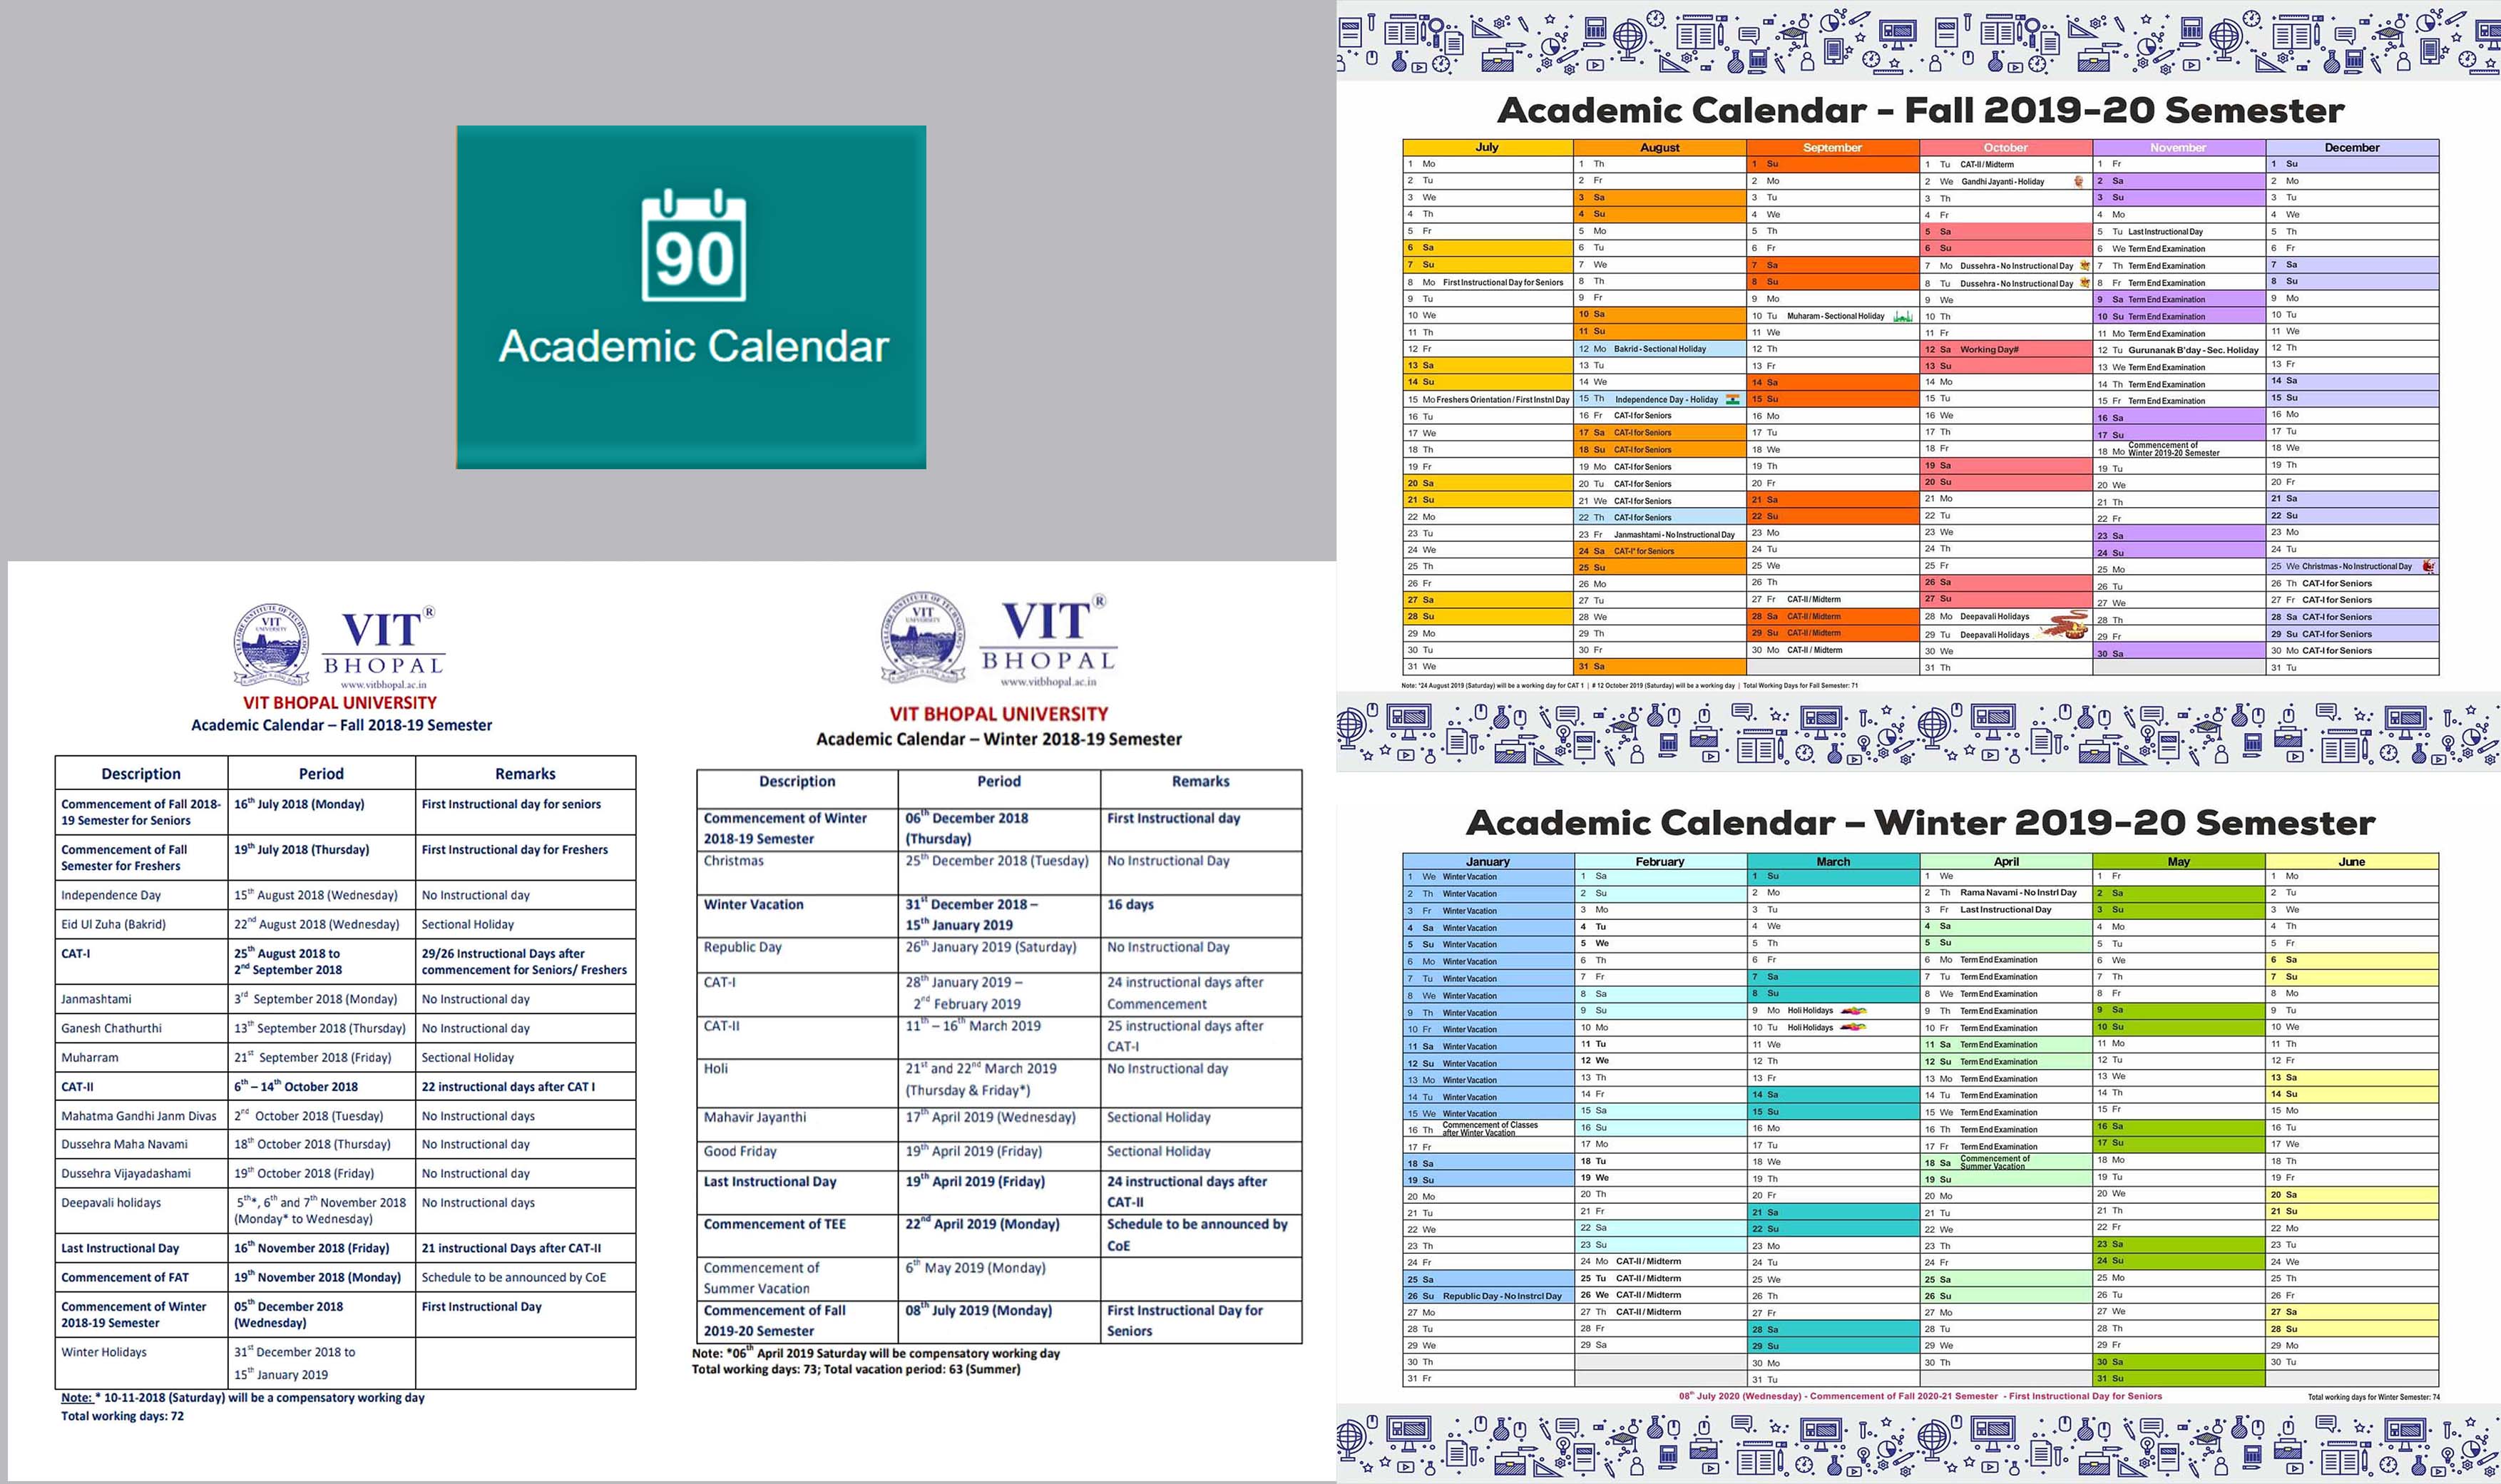 90
Academic Calendar
VIT
UNIVERSITY
VIT®
BHOPAL
www.vitbhopal.ac.in
VIT BHOPAL UNIVERSITY
Academic Calendar – Fall 2018-19 Semester
Description Period Remarks
Commencement of Fall 2018- 16th July 2018 (Monday) First Instructional day for seniors
19 Semester for Seniors
Commencement of Fall 19th July 2018 (Thursday) First Instructional day for Freshers
Semester for Freshers
Independence Day 15th August 2018 (Wednesday) No Instructional day
Eid Ul Zuha (Bakrid) 22nd August 2018 (Wednesday) Sectional Holiday
CAT-I 25th August 2018 to 29/26 Instructional Days after
2nd September 2018 commencement for Seniors/ Freshers
Janmashtami 3rd September 2018 (Monday) No Instructional day
Ganesh Chathurthi 13th September 2018 (Thursday) No Instructional day
Muharram 21st September 2018 (Friday) Sectional Holiday
CAT-II 6th – 14th October 2018 22 instructional days after CAT I
Mahatma Gandhi Janm Divas 2nd October 2018 (Tuesday) No Instructional days
Dussehra Maha Navami 18th October 2018 (Thursday) No Instructional day
Dussehra Vijayadashami 19th October 2018 (Friday) No Instructional day
Deepavali holidays 5th*, 6th and 7th November 2018 No Instructional days
(Monday* to Wednesday)
Last Instructional Day 16th November 2018 (Friday) 21 instructional Days after CAT-II
Commencement of FAT 19th November 2018 (Monday) Schedule to be announced by CoE
Commencement of Winter 05th December 2018 First Instructional Day
2018-19 Semester (Wednesday)
Winter Holidays 31st December 2018 to
15th January 2019
Note: * 10-11-2018 (Saturday) will be a compensatory working day
Total working days: 72
VIT
UNIVERSITY
VIT®
BHOPAL
www.vitbhopal.ac.in
VIT BHOPAL UNIVERSITY
Academic Calendar – Winter 2018-19 Semester
Description Period Remarks
Commencement of Winter 06th December 2018 First Instructional day
2018-19 Semester (Thursday)
Christmas 25th December 2018 (Tuesday) No Instructional Day
Winter Vacation 31st December 2018 – 16 days
15th January 2019
Republic Day 26th January 2019 (Saturday) No Instructional Day
CAT-I 28th January 2019 – 24 instructional days after
2nd February 2019 Commencement
CAT-II 11th – 16th March 2019 25 instructional days after
CAT-I
Holi 21st and 22nd March 2019 No Instructional day
(Thursday & Friday*)
Mahavir Jayanthi 17th April 2019 (Wednesday) Sectional Holiday
Good Friday 19th April 2019 (Friday) Sectional Holiday
Last Instructional Day 19th April 2019 (Friday) 24 instructional days after
CAT-II
Commencement of TEE 22nd April 2019 (Monday) Schedule to be announced by
CoE
Commencement of 6th May 2019 (Monday)
Summer Vacation
Commencement of Fall 08th July 2019 (Monday) First Instructional Day for
2019-20 Semester Seniors
Note: *06th April 2019 Saturday will be compensatory working day
Total working days: 73; Total vacation period: 63 (Summer)
Academic Calendar - Fall 2019-20 Semester
July August September October November December
1 Mo 1 Th 1 Su 1 Tu CAT-II / Midterm 1 Fr 1 Su
2 Tu 2 Fr 2 Mo 2 We Gandhi Jayanti - Holiday 2 Sa 2 Mo
3 We 3 Sa 3 Tu 3 Th 3 Su 3 Tu
4 Th 4 Su 4 We 4 Fr 4 Mo 4 We
5 Fr 5 Mo 5 Th 5 Sa 5 Tu Last Instructional Day 5 Th
6 Sa 6 Tu 6 Fr 6 Su 6 We Term End Examination 6 Fr
7 Su 7 We 7 Sa 7 Mo Dussehra - No Instructional Day 7 Th Term End Examination 7 Sa
8 Mo First Instructional Day for Seniors 8 Th 8 Su 8 Tu Dussehra - No Instructional Day 8 Fr Term End Examination 8 Su
9 Tu 9 Fr 9 Mo 9 We 9 Sa Term End Examination 9 Mo
10 We 10 Sa 10 Tu Muharam - Sectional Holiday 10 Th 10 Su Term End Examination 10 Tu
11 Th 11 Su 11 We 11 Fr 11 Mo Term End Examination 11 We
12 Fr 12 Mo Bakrid - Sectional Holiday 12 Th 12 Sa Working Day# 12 Tu Gurunanak B'day - Sec. Holiday 12 Th
13 Sa 13 Tu 13 Fr 13 Su 13 We Term End Examination 13 Fr
14 Su 14 We 14 Sa 14 Mo 14 Th Term End Examination 14 Sa
15 Mo Freshers Orientation / First Instnl Day 15 Th Independence Day - Holiday 15 Su 15 Tu 15 Fr Term End Examination 15 Su
16 Tu 16 Fr CAT-I for Seniors 16 Mo 16 We 16 Sa 16 Mo
17 We 17 Sa CAT-I for Seniors 17 Tu 17 Th 17 Su 17 Tu
18 Th 18 Su CAT-I for Seniors 18 We 18 Fr 18 Mo Commencement of Winter 2019-20 Semester 18 We
19 Fr 19 Mo CAT-I for Seniors 19 Th 19 Sa 19 Tu 19 Th
20 Sa 20 Tu CAT-I for Seniors 20 Fr 20 Su 20 We 20 Fr
21 Su 21 We CAT-I for Seniors 21 Sa 21 Mo 21 Th 21 Sa
22 Mo 22 Th CAT-I for Seniors 22 Su 22 Tu 22 Fr 22 Su
23 Tu 23 Fr Janmashtami - No Instructional Day 23 Mo 23 We 23 Sa 23 Mo
24 We 24 Sa CAT-I* for Seniors 24 Tu 24 Th 24 Su 24 Tu
25 Th 25 Su 25 We 25 Fr 25 Mo 25 We Christmas - No Instructional Day
26 Fr 26 Mo 26 Th 26 Sa 26 Tu 26 Th CAT-I for Seniors
27 Sa 27 Tu 27 Fr CAT-II / Midterm 27 Su 27 We 27 Fr CAT-I for Seniors
28 Su 28 We 28 Sa CAT-II / Midterm 28 Mo Deepavali Holidays 28 Th 28 Sa CAT-I for Seniors
29 Mo 29 Th 29 Su CAT-II / Midterm 29 Tu Deepavali Holidays 29 Fr 29 Su CAT-I for Seniors
30 Tu 30 Fr 30 Mo CAT-II / Midterm 30 We 30 Sa 30 Mo CAT-I for Seniors
31 We 31 Sa 31 Th 31 Tu
Note: *24 August 2019 (Saturday) will be a working day for CAT 1 | # 12 October 2019 (Saturday) will be a working day | Total Working Days for Fall Semester: 71
Academic Calendar – Winter 2019-20 Semester
January February March April May June
1 We Winter Vacation 1 Sa 1 Su 1 We 1 Fr 1 Mo
2 Th Winter Vacation 2 Su 2 Mo 2 Th Rama Navami - No Instrl Day 2 Sa 2 Tu
3 Fr Winter Vacation 3 Mo 3 Tu 3 Fr Last Instructional Day 3 Su 3 We
4 Sa Winter Vacation 4 Tu 4 We 4 Sa 4 Mo 4 Th
5 Su Winter Vacation 5 We 5 Th 5 Su 5 Tu 5 Fr
6 Mo Winter Vacation 6 Th 6 Fr 6 Mo Term End Examination 6 We 6 Sa
7 Tu Winter Vacation 7 Fr 7 Sa 7 Tu Term End Examination 7 Th 7 Su
8 We Winter Vacation 8 Sa 8 Su 8 We Term End Examination 8 Fr 8 Mo
9 Th Winter Vacation 9 Su 9 Mo Holi Holidays 9 Th Term End Examination 9 Sa 9 Tu
10 Fr Winter Vacation 10 Mo 10 Tu Holi Holidays 10 Fr Term End Examination 10 Su 10 We
11 Sa Winter Vacation 11 Tu 11 We 11 Sa Term End Examination 11 Mo 11 Th
12 Su Winter Vacation 12 We 12 Th 12 Su Term End Examination 12 Tu 12 Fr
13 Mo Winter Vacation 13 Th 13 Fr 13 Mo Term End Examination 13 We 13 Sa
14 Tu Winter Vacation 14 Fr 14 Sa 14 Tu Term End Examination 14 Th 14 Su
15 We Winter Vacation 15 Sa 15 Su 15 We Term End Examination 15 Fr 15 Mo
16 Th Commencement of Classes after Winter Vacation 16 Su 16 Mo 16 Th Term End Examination 16 Sa 16 Tu
17 Fr 17 Mo 17 Tu 17 Fr Term End Examination 17 Su 17 We
18 Sa 18 Tu 18 We 18 Sa Commencement of Summer Vacation 18 Mo 18 Th
19 Su 19 We 19 Th 19 Su 19 Tu 19 Fr
20 Mo 20 Th 20 Fr 20 Mo 20 We 20 Sa
21 Tu 21 Fr 21 Sa 21 Tu 21 Th 21 Su
22 We 22 Sa 22 Su 22 We 22 Fr 22 Mo
23 Th 23 Su 23 Mo 23 Th 23 Sa 23 Tu
24 Fr 24 Mo CAT-II / Midterm 24 Tu 24 Fr 24 Su 24 We
25 Sa 25 Tu CAT-II / Midterm 25 We 25 Sa 25 Mo 25 Th
26 Su Republic Day - No Instrcl Day 26 We CAT-II / Midterm 26 Th 26 Su 26 Tu 26 Fr
27 Mo 27 Th CAT-II / Midterm 27 Fr 27 Mo 27 We 27 Sa
28 Tu 28 Fr 28 Sa 28 Tu 28 Th 28 Su
29 We 29 Sa 29 Su 29 We 29 Fr 29 Mo
30 Th 30 Mo 30 Th 30 Sa 30 Tu
31 Fr 31 Tu 31 Su
08th July 2020 (Wednesday) - Commencement of Fall 2020-21 Semester - First Instructional Day for Seniors
Total working days for Winter Semester: 74